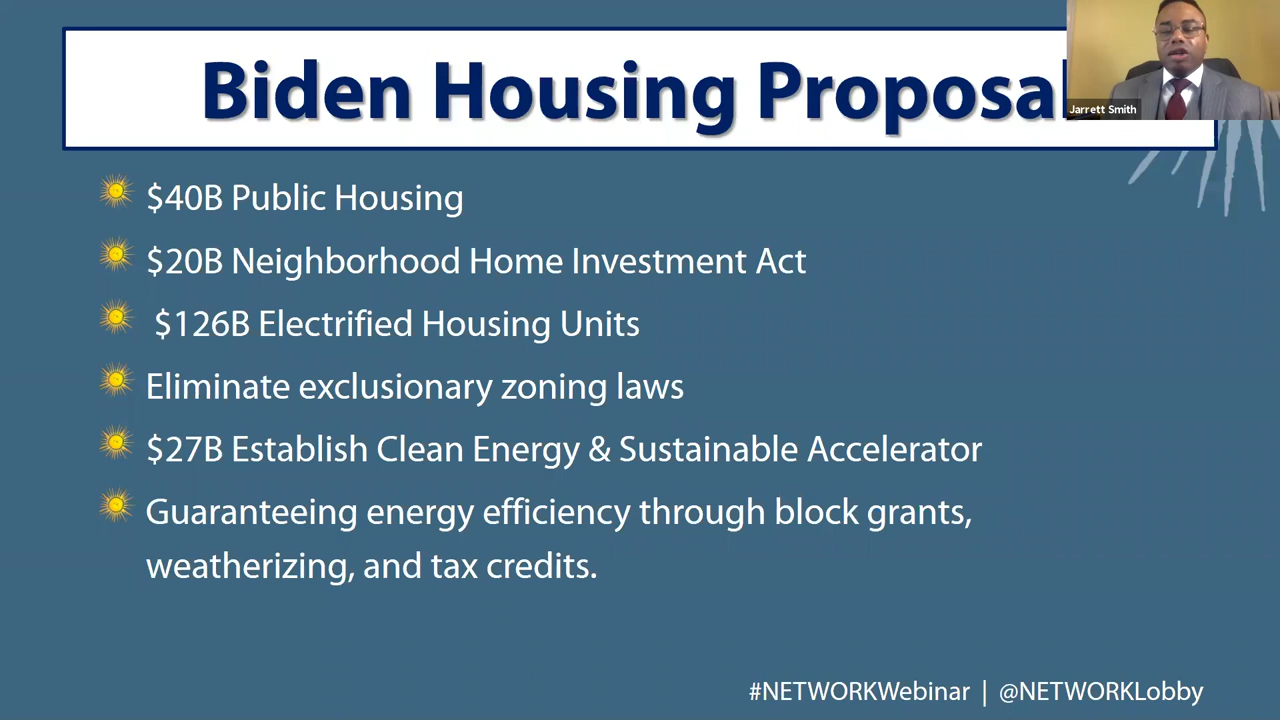 Biden Housing Proposal
Jarrett Smith
$40B Public Housing
$20B Neighborhood Home Investment Act
$126B Electrified Housing Units
Eliminate exclusionary zoning laws
$27B Establish Clean Energy & Sustainable Accelerator
Guaranteeing energy efficiency through block grants,
weatherizing, and tax credits.
#NETWORKWebinar | @NETWORKLobby